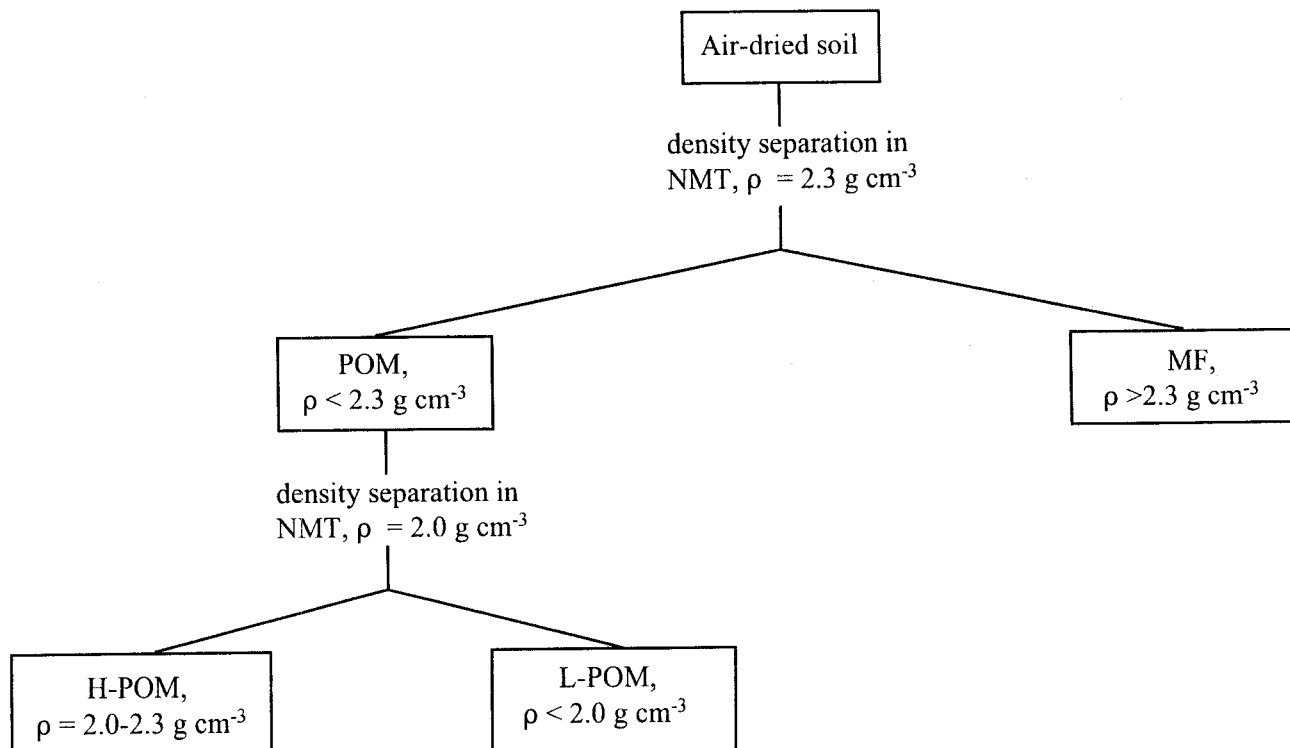 Air-dried soil
density separation in
NMT, ρ = 2.3 g cm⁻³
POM,
ρ < 2.3 g cm⁻³
MF,
ρ >2.3 g cm⁻³
density separation in
NMT, ρ = 2.0 g cm⁻³
H-POM,
ρ = 2.0-2.3 g cm⁻³
L-POM,
ρ < 2.0 g cm⁻³